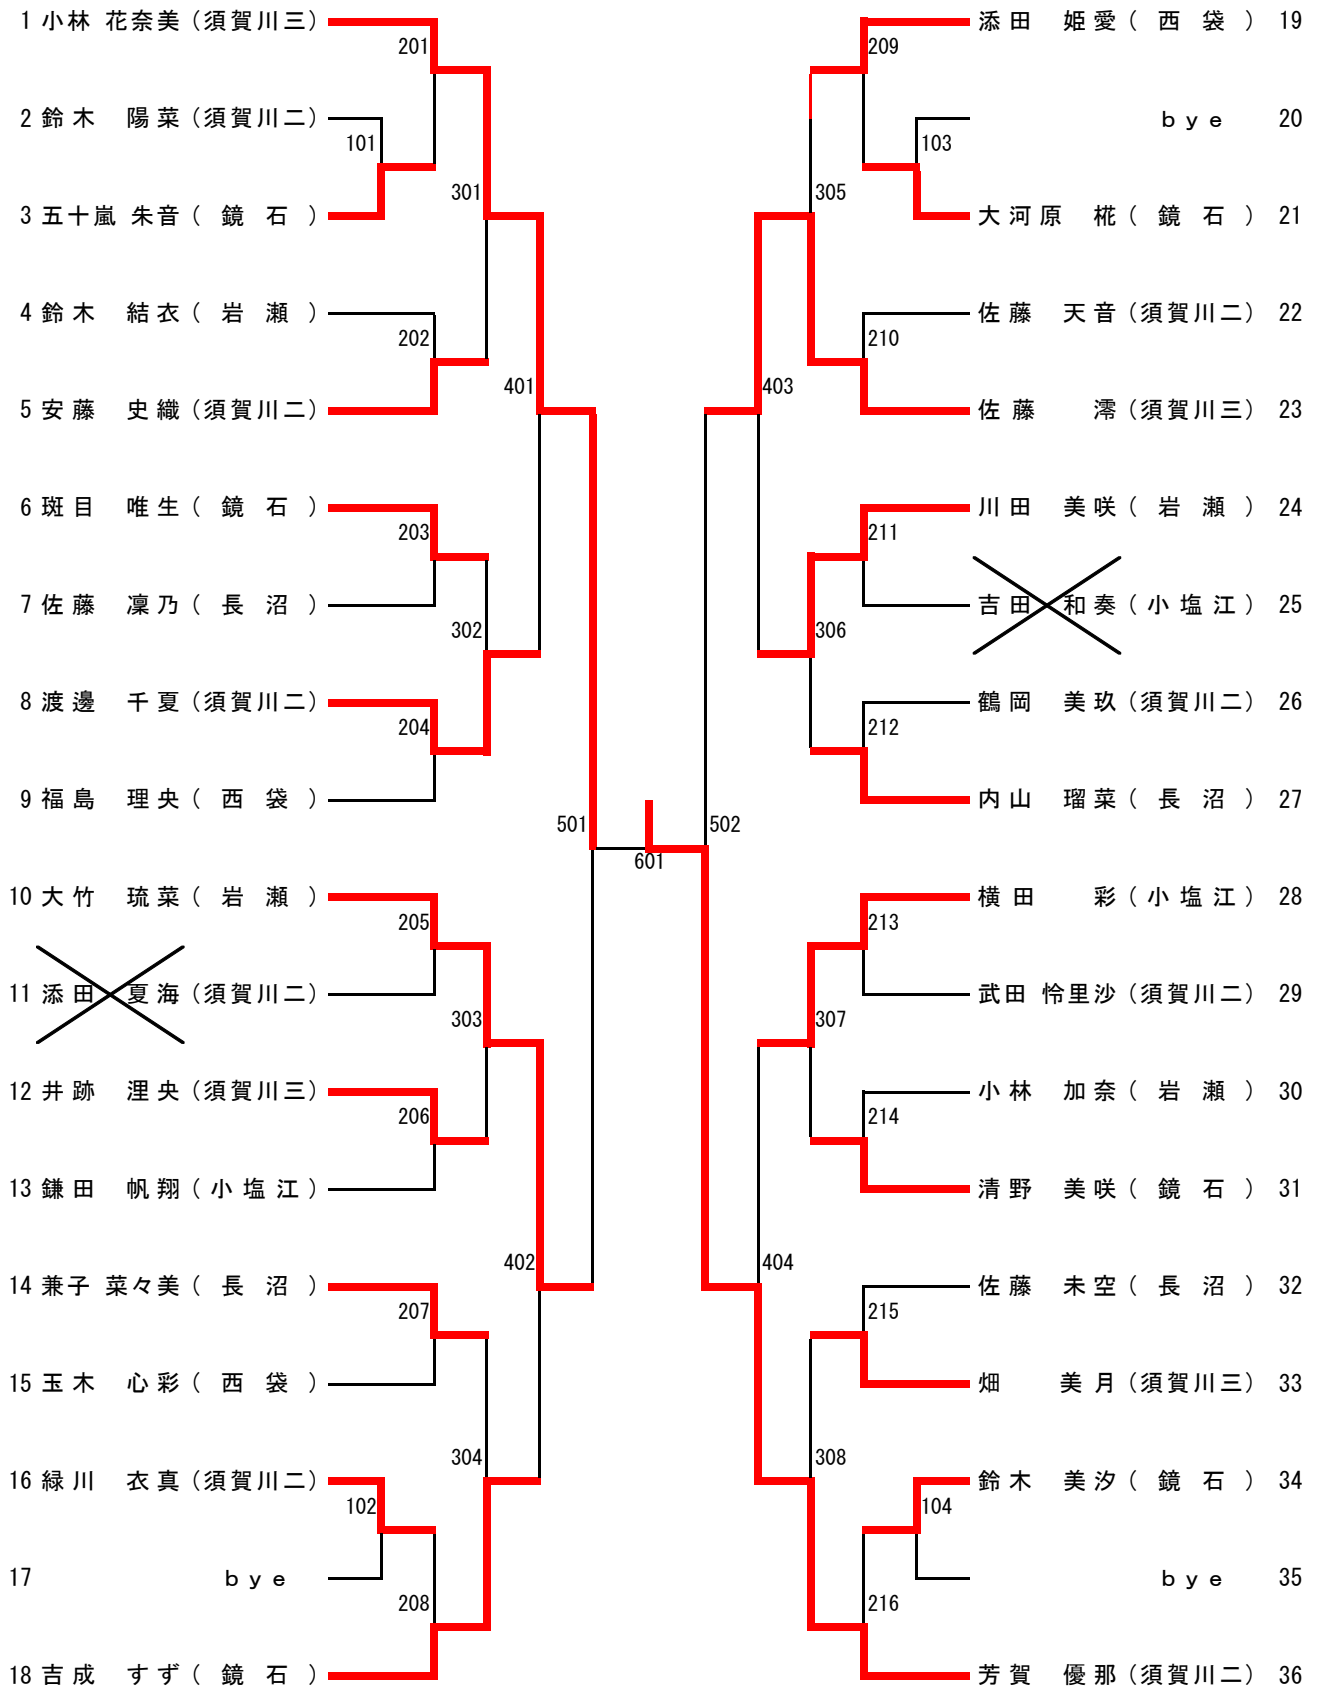 1 小林 花奈美 (須賀川三)
201
2 鈴木 陽菜 (須賀川二)
101
3 五十嵐 朱音 (鏡石)
301
4 鈴木 結衣 (岩瀬)
202
5 安藤 史織 (須賀川二)
401
6 斑目 唯生 (鏡石)
203
7 佐藤 凜乃 (長沼)
302
8 渡邊 千夏 (須賀川二)
204
9 福島 理央 (西袋)
501
10 大竹 琉菜 (岩瀬)
205
11 添田 夏海 (須賀川二)
303
12 井跡 浬央 (須賀川三)
206
13 鎌田 帆翔 (小塩江)
402
14 兼子 菜々美 (長沼)
207
15 玉木 心彩 (西袋)
304
16 緑川 衣真 (須賀川二)
102
17 bye
208
18 吉成 すず (鏡石)
601
添田 姫愛 (西袋) 19
209
bye 20
103
大河原 椛 (鏡石) 21
305
佐藤 天音 (須賀川二) 22
210
佐藤 澪 (須賀川三) 23
403
川田 美咲 (岩瀬) 24
211
吉田 和奏 (小塩江) 25
306
鶴岡 美玖 (須賀川二) 26
212
内山 瑠菜 (長沼) 27
502
横田 彩 (小塩江) 28
213
武田 怜里沙 (須賀川二) 29
307
小林 加奈 (岩瀬) 30
214
清野 美咲 (鏡石) 31
404
佐藤 未空 (長沼) 32
215
畑 美月 (須賀川三) 33
308
鈴木 美汐 (鏡石) 34
104
bye 35
216
芳賀 優那 (須賀川二) 36